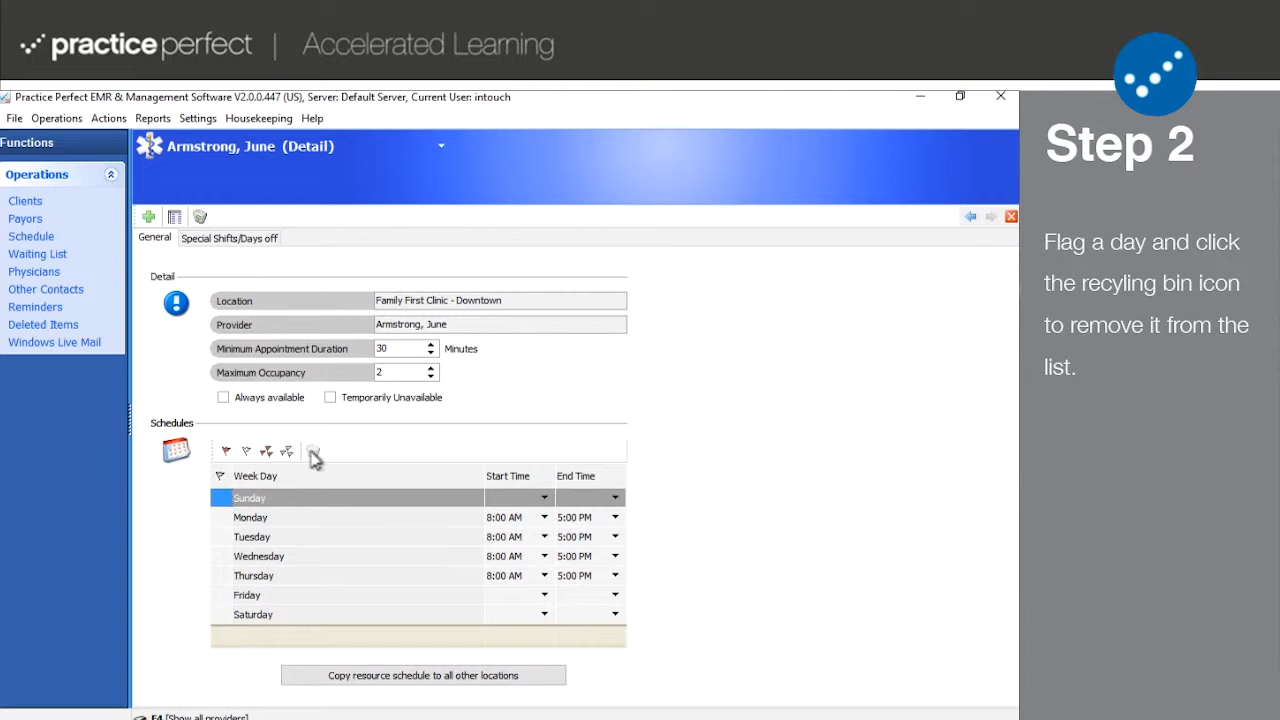 practiceperfect | Accelerated Learning
Practice Perfect EMR & Management Software V2.0.0.447 (US), Server: Default Server, Current User: intouch
File Operations Actions Reports Settings Housekeeping Help
Functions
Operations
Clients
Payors
Schedule
Waiting List
Physicians
Other Contacts
Reminders
Deleted Items
Windows Live Mail
Armstrong, June (Detail)
General Special Shifts/Days off
Detail
Location Family First Clinic - Downtown
Provider Armstrong, June
Minimum Appointment Duration 30 Minutes
Maximum Occupancy 2
Always available Temporarily Unavailable
Schedules
Week Day Start Time End Time
Sunday
Monday 8:00 AM 5:00 PM
Tuesday 8:00 AM 5:00 PM
Wednesday 8:00 AM 5:00 PM
Thursday 8:00 AM 5:00 PM
Friday
Saturday
Copy resource schedule to all other locations
F4 [Show all providers]
Step 2
Flag a day and click
the recyling bin icon
to remove it from the
list.